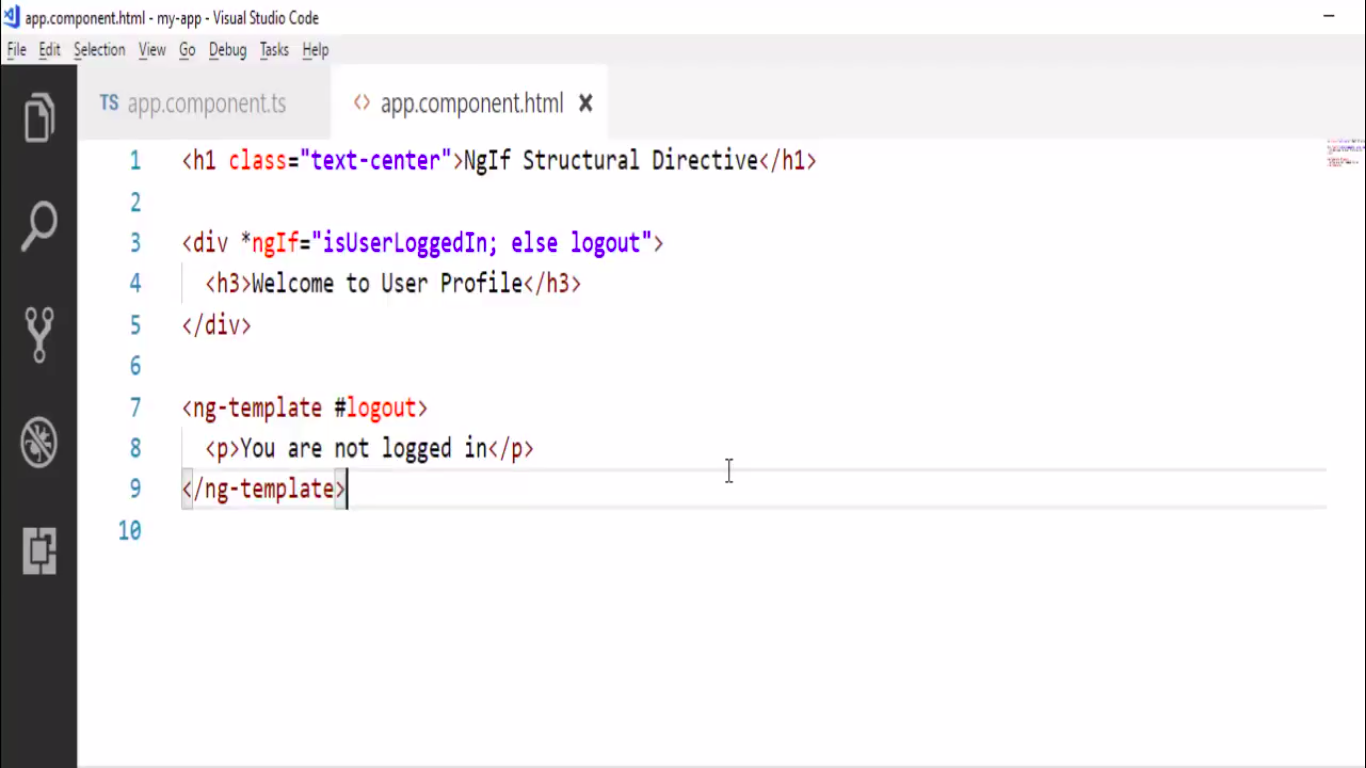 app.component.html - my-app - Visual Studio Code
File Edit Selection View Go Debug Tasks Help
TS app.component.ts <> app.component.html
1 <h1 class="text-center">NgIf Structural Directive</h1>
2
3 <div *ngIf="isUserLoggedIn; else logout">
4 <h3>Welcome to User Profile</h3>
5 </div>
6
7 <ng-template #logout>
8 <p>You are not logged in</p>
9 </ng-template>
10